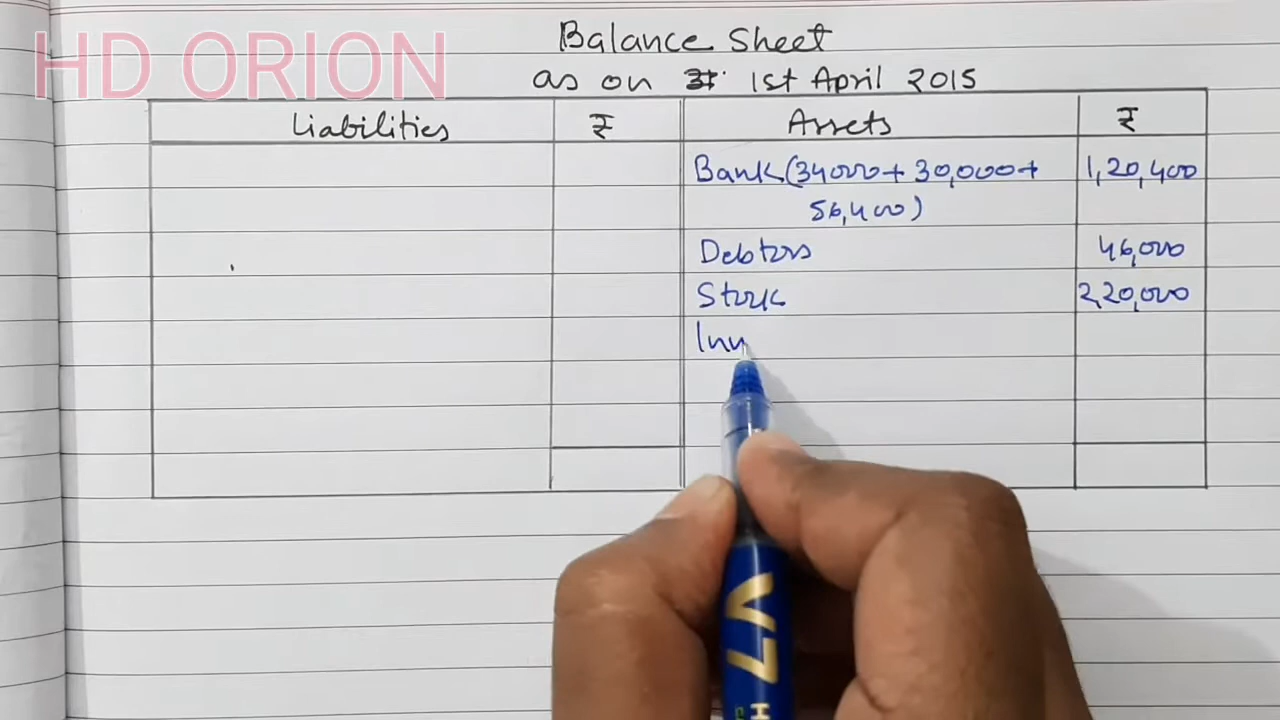 HD ORION
Balance Sheet
as on 1st April 2015
Liabilities ₹ Assets ₹
Bank (34000 + 30,000 + 1,20,400
56,400)
Debtors 46,000
Stock 2,20,000
Inv
V7
H